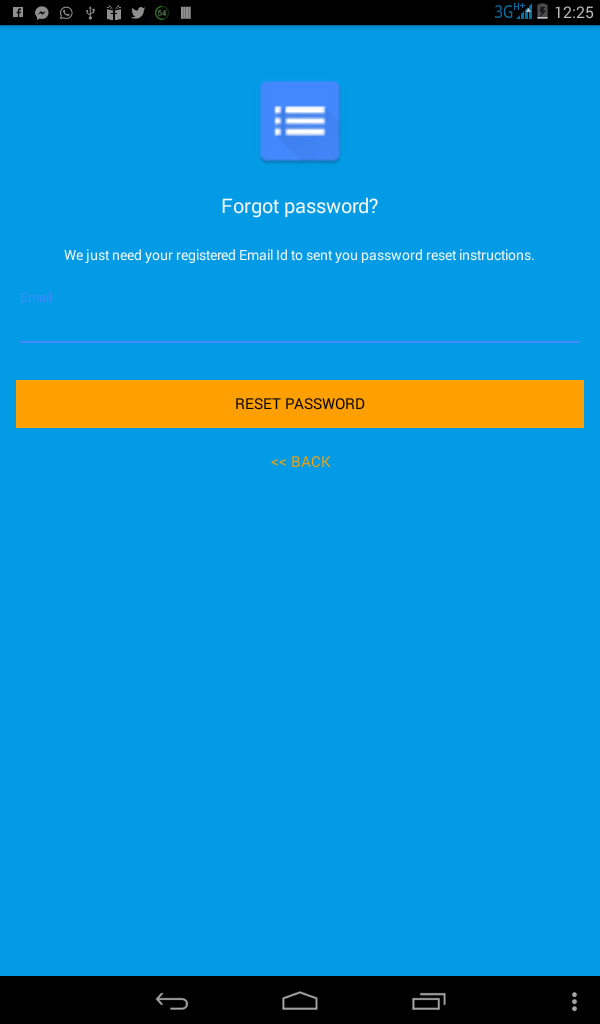 54 3G H+ 12:25
Forgot password?
We just need your registered Email Id to sent you password reset instructions.
Email
RESET PASSWORD
<< BACK